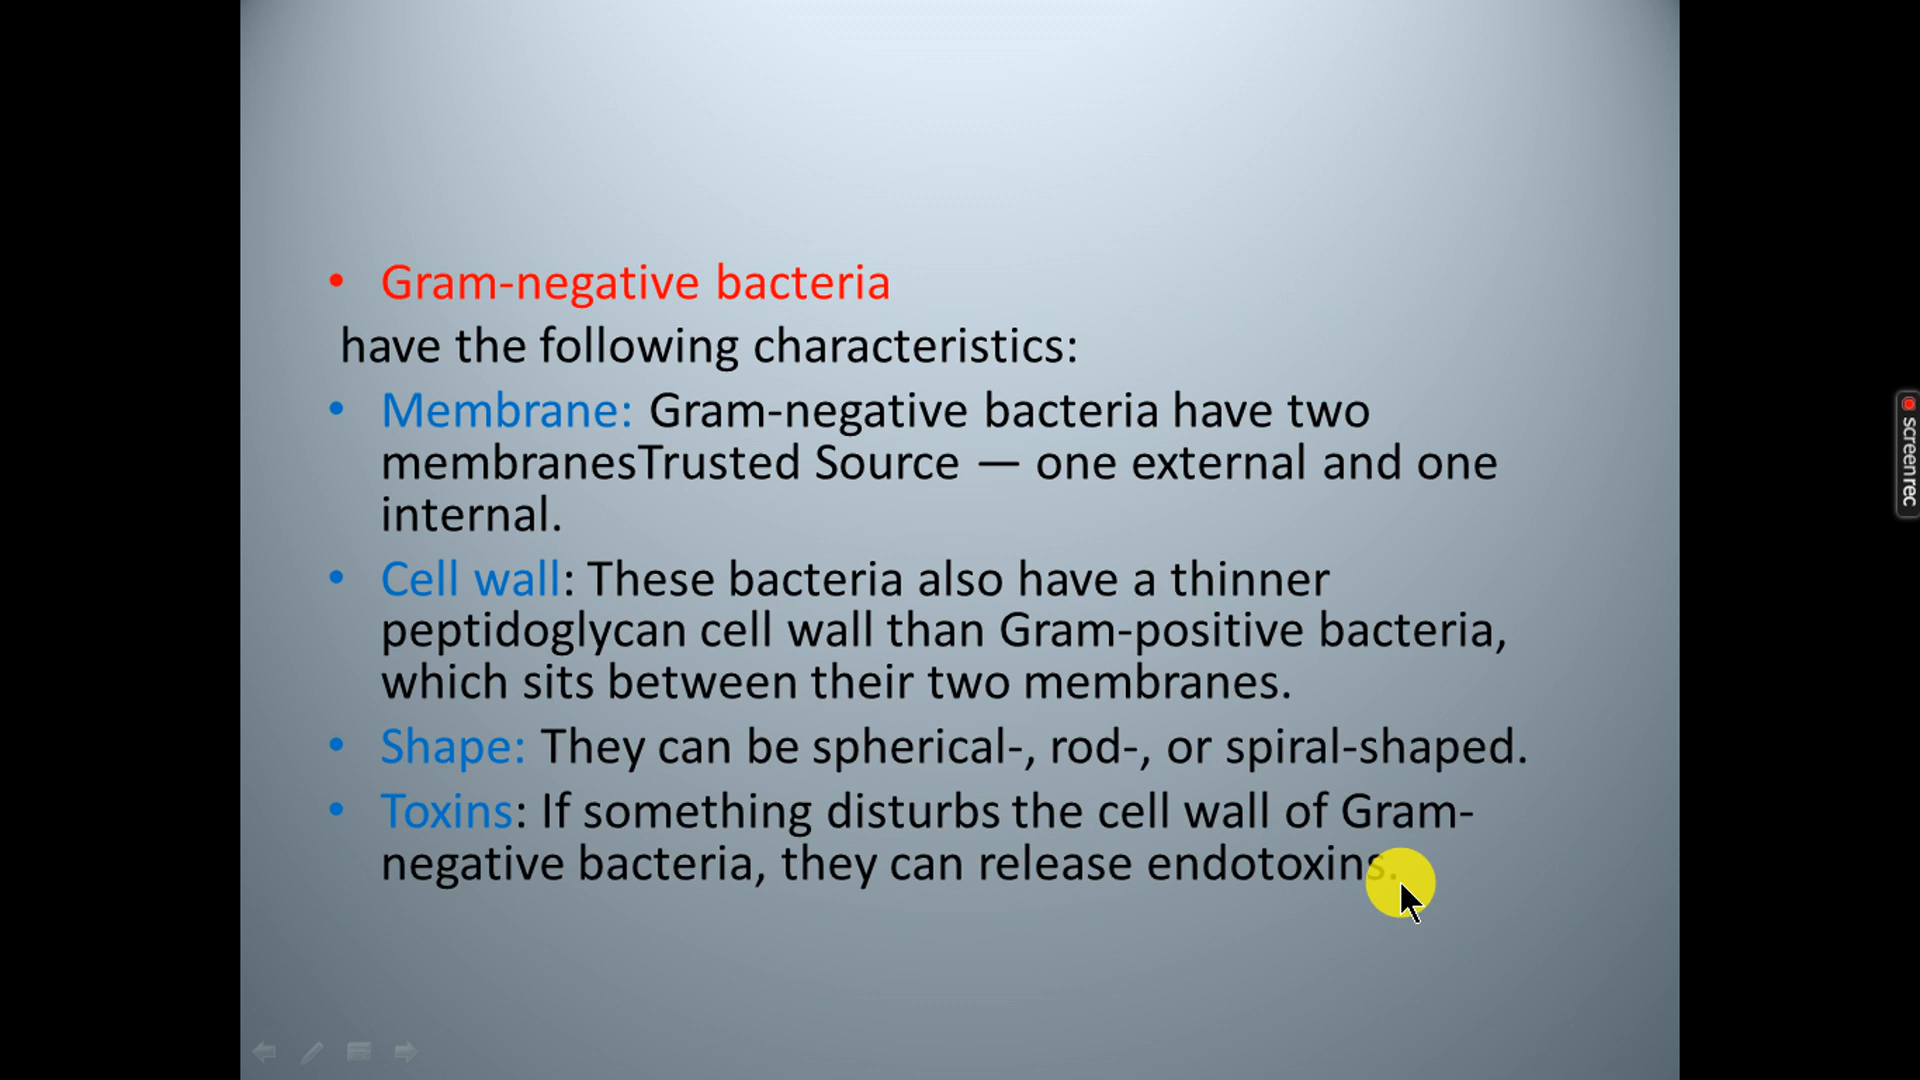 • Gram-negative bacteria
have the following characteristics:
• Membrane: Gram-negative bacteria have two
membranesTrusted Source — one external and one
internal.
• Cell wall: These bacteria also have a thinner
peptidoglycan cell wall than Gram-positive bacteria,
which sits between their two membranes.
• Shape: They can be spherical-, rod-, or spiral-shaped.
• Toxins: If something disturbs the cell wall of Gram-
negative bacteria, they can release endotoxins.
screenrec